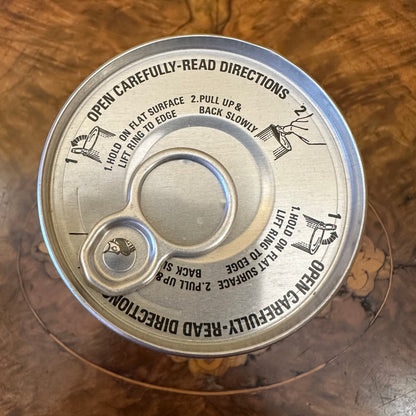 OPEN CAREFULLY-READ DIRECTIONS
1
1. HOLD ON FLAT SURFACE
LIFT RING TO EDGE
2. PULL UP &
BACK SLOWLY
2
OPEN CAREFULLY-READ DIRECTIONS
1
1. HOLD ON FLAT SURFACE
LIFT RING TO EDGE
2. PULL UP &
BACK